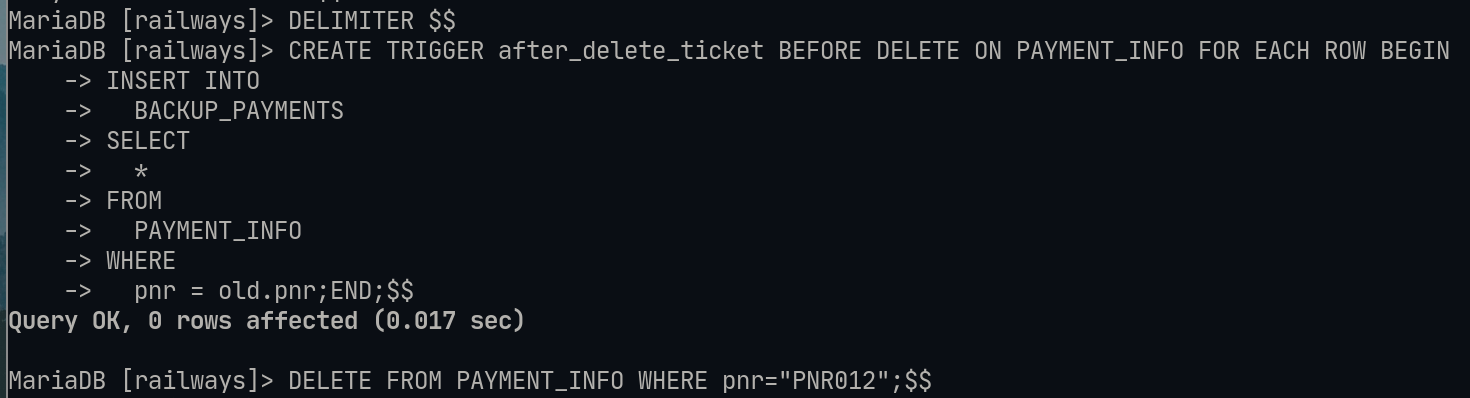 MariaDB [railways]> DELIMITER $$
MariaDB [railways]> CREATE TRIGGER after_delete_ticket BEFORE DELETE ON PAYMENT_INFO FOR EACH ROW BEGIN
    -> INSERT INTO
    ->   BACKUP_PAYMENTS
    -> SELECT
    ->   *
    -> FROM
    ->   PAYMENT_INFO
    -> WHERE
    ->   pnr = old.pnr;END;$$
Query OK, 0 rows affected (0.017 sec)

MariaDB [railways]> DELETE FROM PAYMENT_INFO WHERE pnr="PNR012";$$